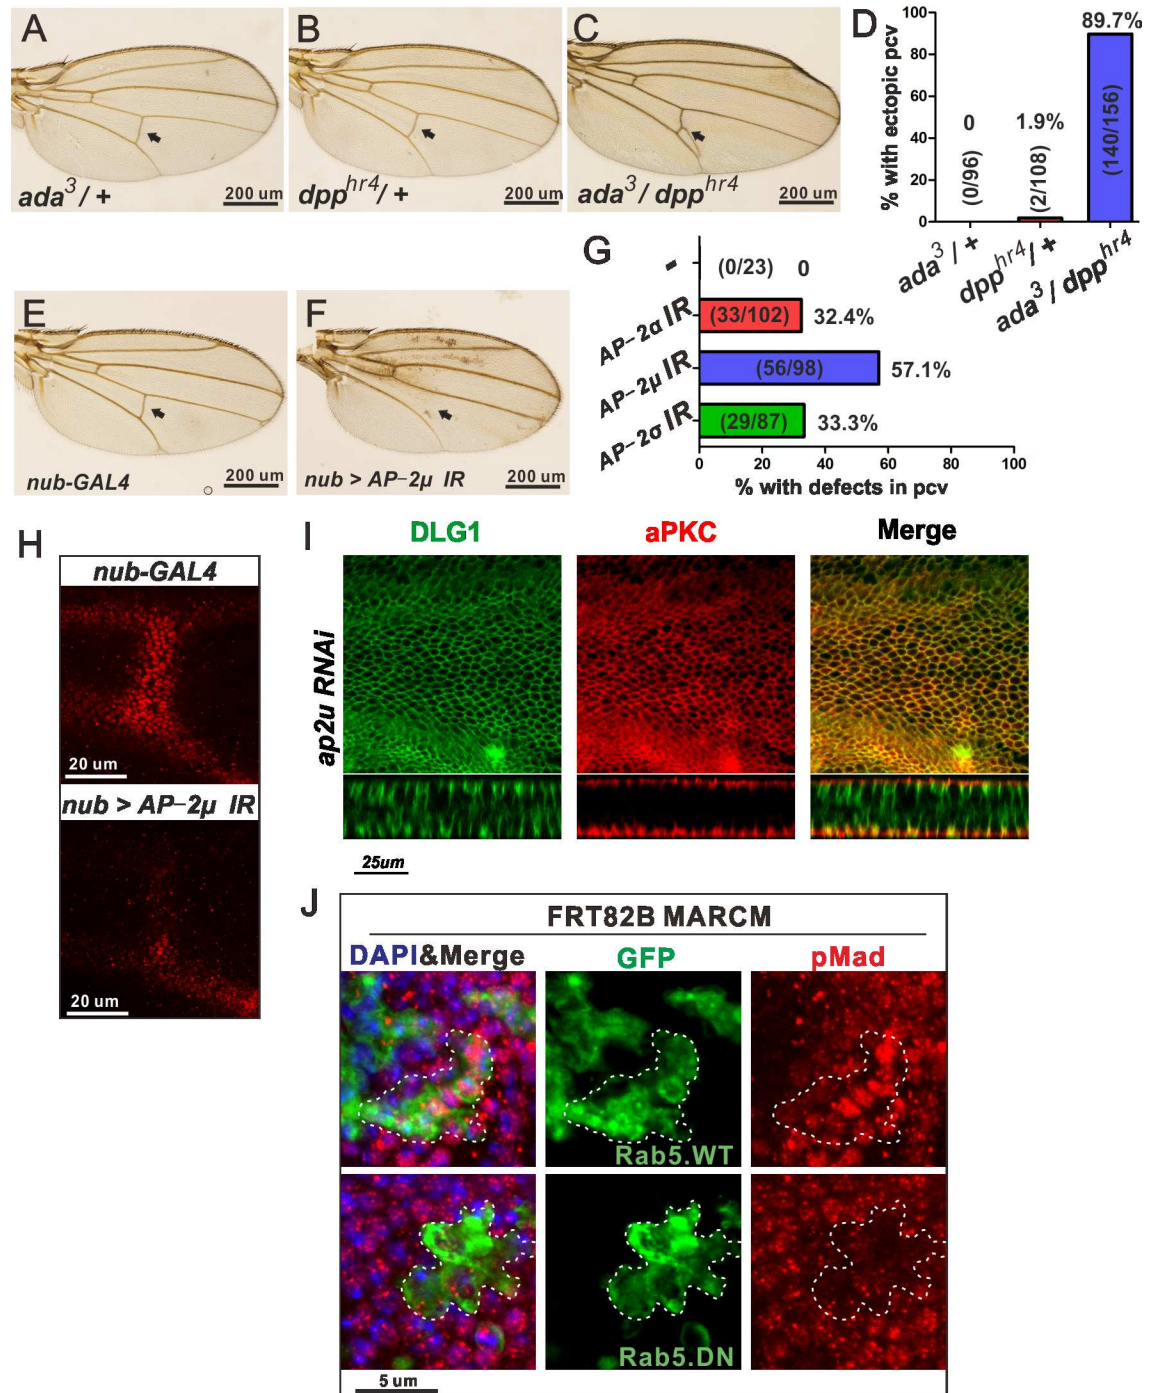 A
ada3/+
200 um
B
dpphr4/+
200 um
C
ada3/dpphr4
200 um
D
% with ectopic pcv
100
80
60
40
20
0
0
(0/96)
1.9%
(2/108)
89.7%
(140/156)
ada3/+
dpphr4/+
ada3/dpphr4
E
nub-GAL4
200 um
F
nub > AP-2μ IR
200 um
G
-
(0/23) 0
AP-2α IR
(33/102) 32.4%
AP-2μ IR
(56/98) 57.1%
AP-2σ IR
(29/87) 33.3%
0 20 40 60 80 100
% with defects in pcv
H
nub-GAL4
20 um
nub > AP-2μ IR
20 um
I
DLG1 aPKC Merge
ap2u RNAi
25um
J
FRT82B MARCM
DAPI&Merge GFP pMad
Rab5.WT
Rab5.DN
5 um